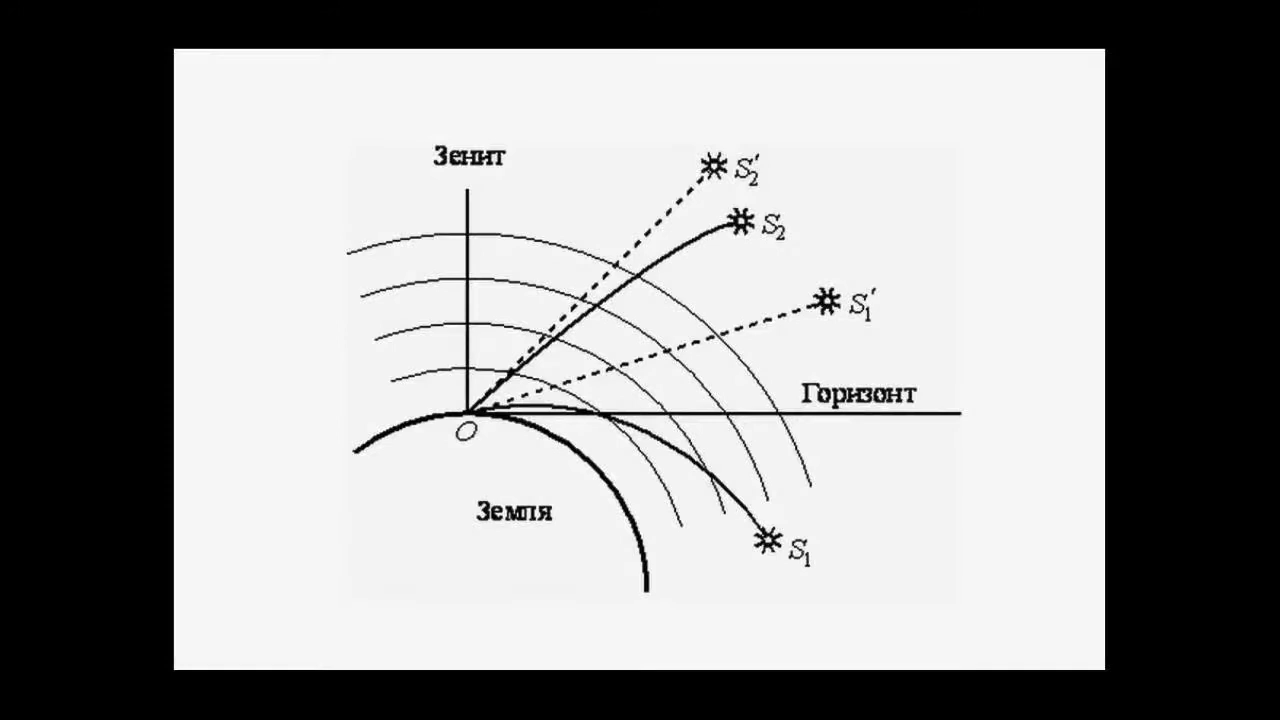 Зенит
S₂′
S₂
S₁′
Горизонт
O
Земля
S₁